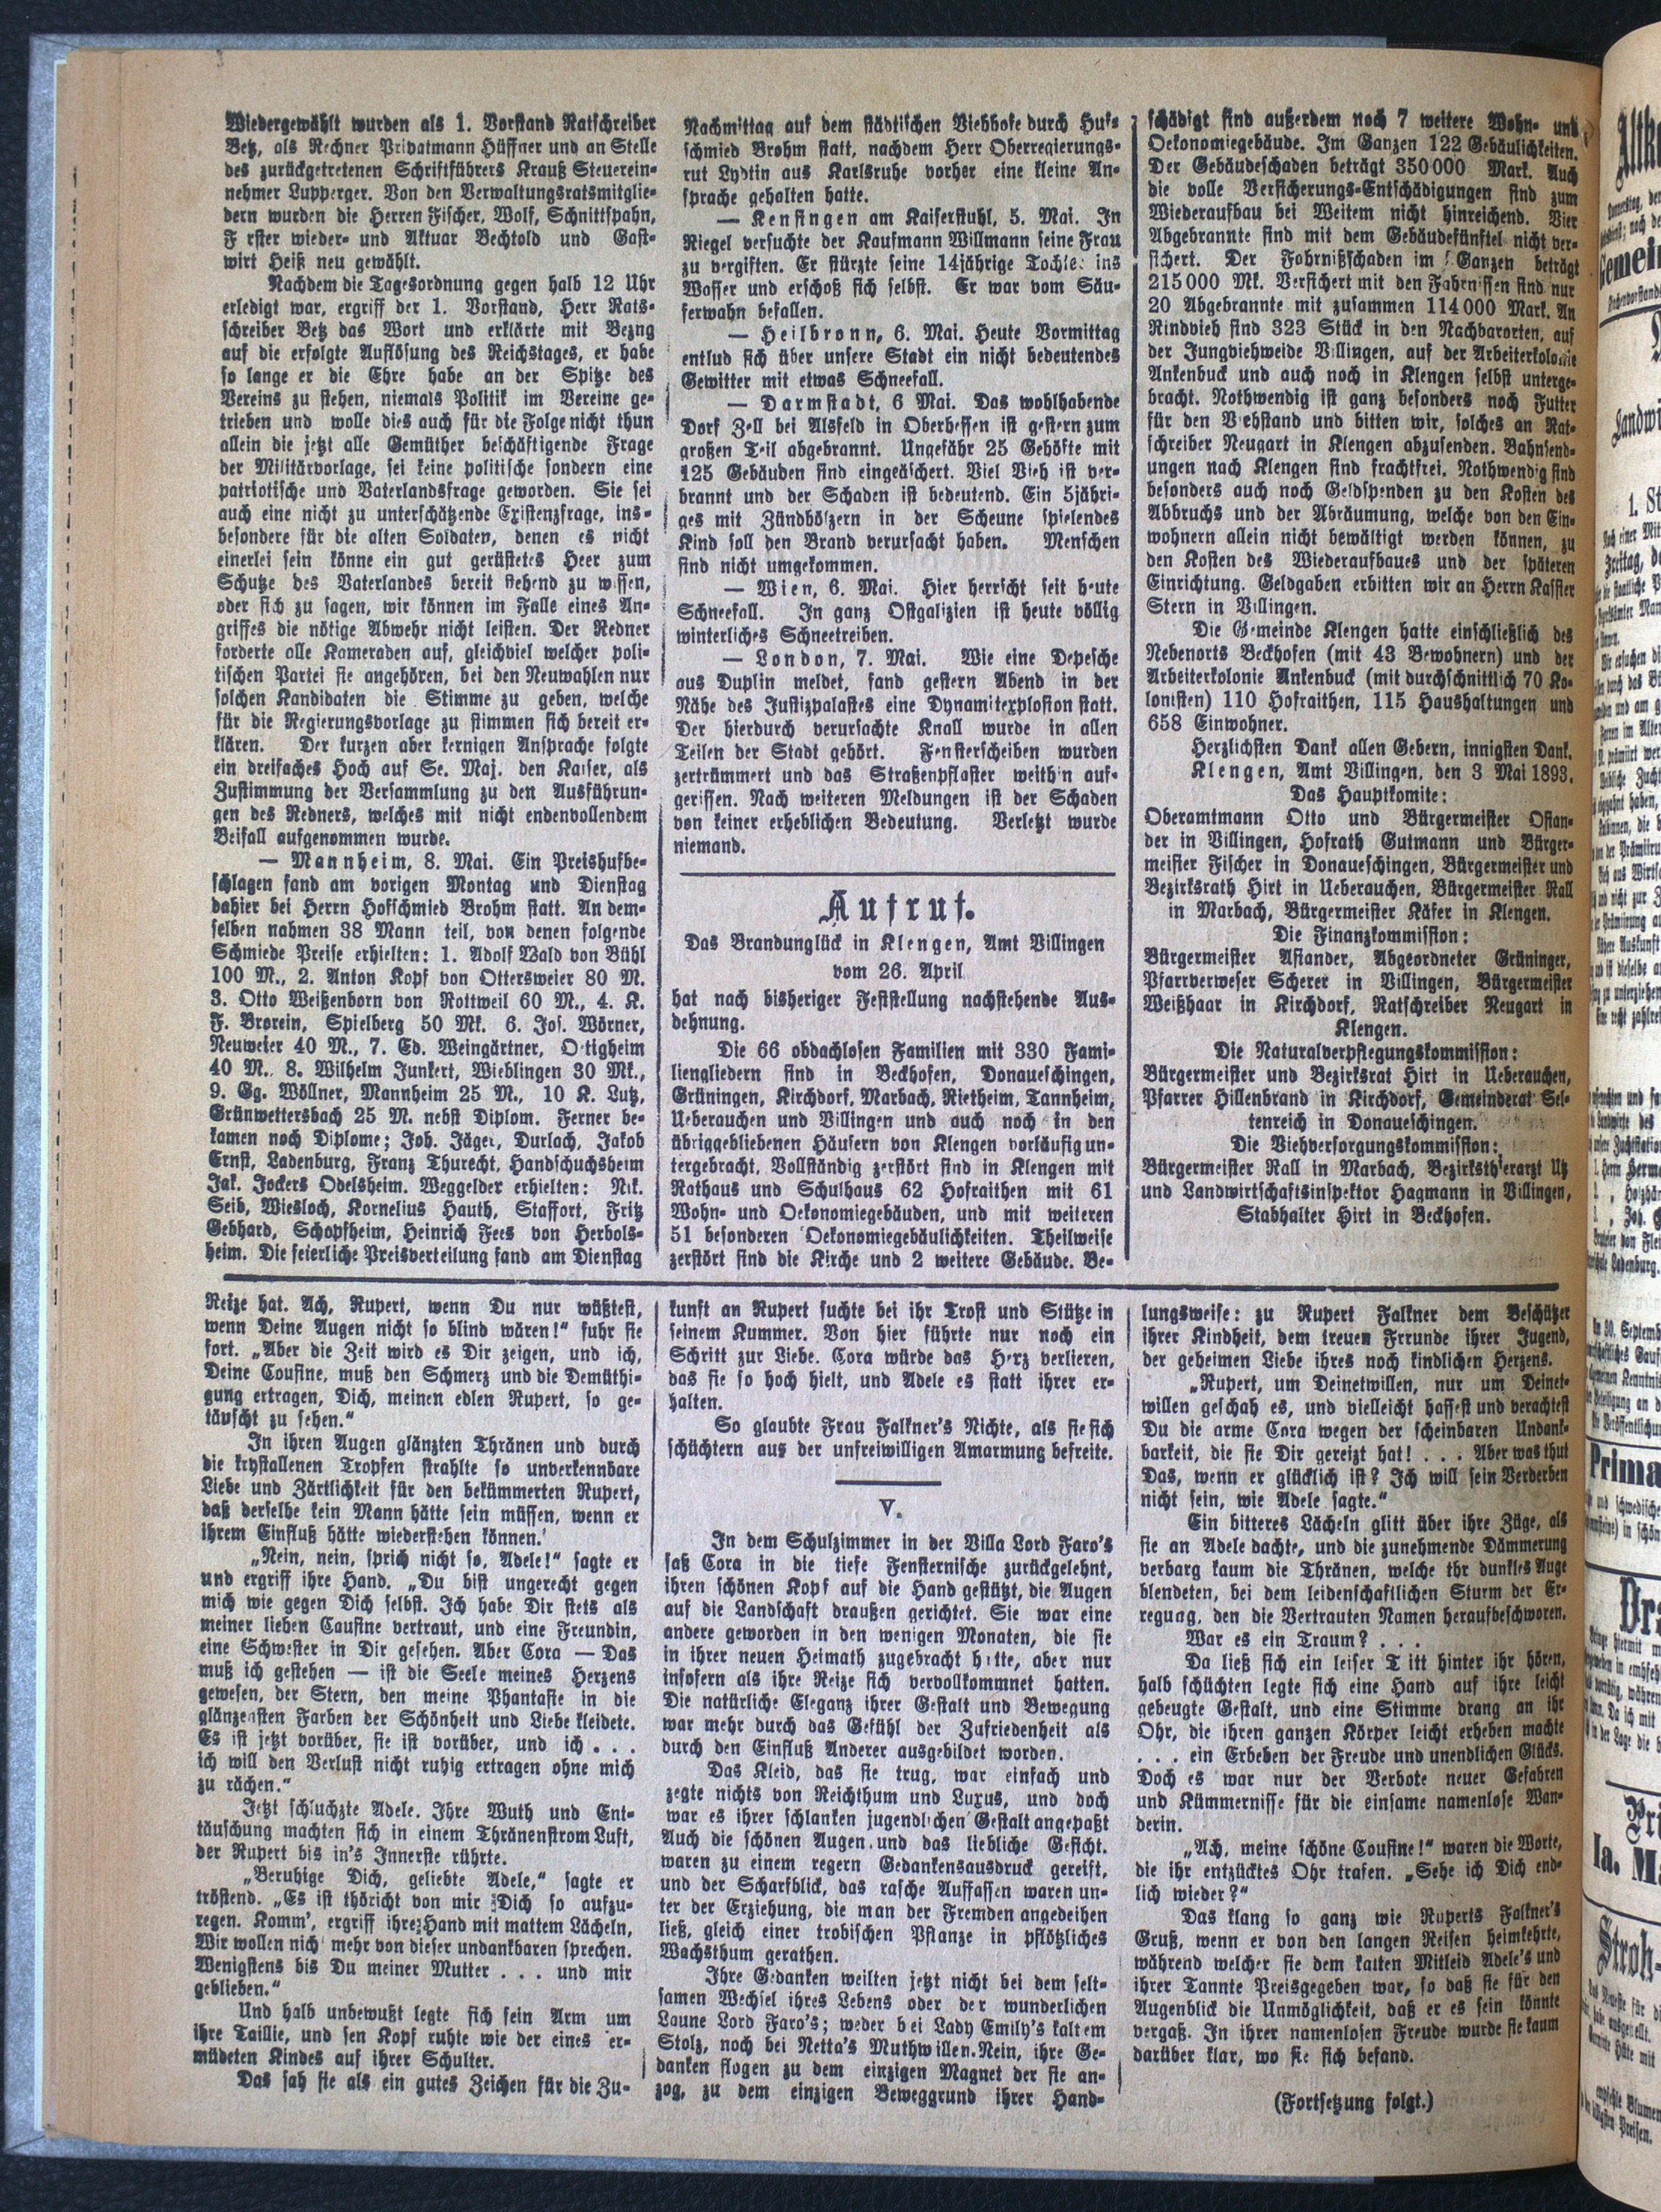 Wiedergewählt wurden als 1. Vorstand Ratschreiber
Betz, als Rechner Privatmann Hüffner und an Stelle
des zurückgetretenen Schriftführers Krauß Steuerein-
nehmer Lupperger. Von den Verwaltungsratsmitglie-
dern wurden die Herren Fischer, Wolf, Schnittspahn,
F rster wieder- und Aktuar Bechtold und Gast-
wirt Heiß neu gewählt.
Nachdem die Tagesordnung gegen halb 12 Uhr
erledigt war, ergriff der 1. Vorstand, Herr Rats-
schreiber Betz das Wort und erklärte mit Bezng
auf die erfolgte Auflösung des Reichstages, er habe
so lange er die Ehre habe an der Spitze des
Vereins zu stehen, niemals Politik im Vereine ge-
trieben und wolle dies auch für die Folge nicht thun
allein die jetzt alle Gemüther beschäftigende Frage
der Militärvorlage, sei keine politische sondern eine
patriotische und Vaterlandsfrage geworden. Sie sei
auch eine nicht zu unterschätzende Existenzfrage, ins-
besondere für die alten Soldaten, denen es nicht
einerlei sein könne ein gut gerüstetes Heer zum
Schutze des Vaterlandes bereit stehend zu wissen,
oder sich zu sagen, wir können im Falle eines An-
griffes die nötige Abwehr nicht leisten. Der Redner
forderte alle Kameraden auf, gleichviel welcher poli-
tischen Partei sie angehören, bei den Neuwahlen nur
solchen Kandidaten die Stimme zu geben, welche
für die Regierungsvorlage zu stimmen sich bereit er-
klären. Der kurzen aber kernigen Ansprache folgte
ein dreifaches Hoch auf Se. Maj. den Kaiser, als
Zustimmung der Versammlung zu den Ausführun-
gen des Redners, welches mit nicht endenvollendem
Beifall aufgenommen wurde.
— Mannheim, 8. Mai. Ein Preishufbe-
schlagen fand am vorigen Montag und Dienstag
dahier bei Herrn Hofschmied Brohm statt. An dem-
selben nahmen 38 Mann teil, von denen folgende
Schmiede Preise erhielten: 1. Adolf Wald von Bühl
100 M., 2. Anton Kopf von Ottersweier 80 M.
3. Otto Weißenborn von Rottweil 60 M., 4. K.
F. Brorein, Spielberg 50 Mk. 6. Jos. Wörner,
Neuweier 40 M., 7. Ed. Weingärtner, O tigheim
40 M. 8. Wilhelm Junkert, Wieblingen 30 Mk.,
9. Gg. Wöllner, Mannheim 25 M., 10 K. Lutz,
Grünwettersbach 25 M. nebst Diplom. Ferner be-
kamen noch Diplome; Joh. Jäger, Durlach, Jakob
Ernst, Ladenburg, Franz Thurecht, Handschuchsheim
Jak. Jockers Odelsheim. Weggelder erhielten: Nik.
Seib, Wiesloch, Kornelius Hauth, Staffort, Fritz
Gebhard, Schopfheim, Heinrich Fees von Herbols-
heim. Die feierliche Preisverteilung fand am Dienstag
Nachmittag auf dem städtischen Viehhofe durch Huf-
schmied Brohm statt, nachdem Herr Oberregierungs-
rut Lydtin aus Karlsruhe vorher eine kleine An-
sprache gehalten hatte.
— Kensingen am Kaiserstuhl, 5. Mai. In
Riegel versuchte der Kaufmann Willmann seine Frau
zu vergiften. Er stürzte seine 14jährige Tochter ins
Wasser und erschoß sich selbst. Er war vom Säu-
ferwahn befallen.
— Heilbronn, 6. Mai. Heute Vormittag
entlud sich über unsere Stadt ein nicht bedeutendes
Gewitter mit etwas Schneefall.
— Darmstadt, 6 Mai. Das wohlhabende
Dorf Zell bei Alsfeld in Oberhessen ist gestern zum
großen Teil abgebrannt. Ungefähr 25 Gehöfte mit
125 Gebäuden sind eingeäschert. Viel Vieh ist ver-
brannt und der Schaden ist bedeutend. Ein 5jähri-
ges mit Zündhölzern in der Scheune spielendes
Kind soll den Brand verursacht haben. Menschen
sind nicht umgekommen.
— Wien, 6. Mai. Hier herrscht seit heute
Schneefall. In ganz Ostgalizien ist heute völlig
winterliches Schneetreiben.
— London, 7. Mai. Wie eine Depesche
aus Duplin meldet, fand gestern Abend in der
Nähe des Justizpalastes eine Dynamitexplosion statt.
Der hierdurch verursachte Knall wurde in allen
Teilen der Stadt gehört. Fensterscheiben wurden
zertrümmert und das Straßenpflaster weithin auf-
gerissen. Nach weiteren Meldungen ist der Schaden
von keiner erheblichen Bedeutung. Verletzt wurde
niemand.
Aufruf.
Das Brandunglück in Klengen, Amt Villingen
vom 26. April
hat nach bisheriger Feststellung nachstehende Aus-
dehnung.
Die 66 obdachlosen Familien mit 330 Fami-
liengliedern sind in Beckhofen, Donaueschingen,
Grüningen, Kirchdorf, Marbach, Rietheim, Tannheim,
Ueberauchen und Villingen und auch noch in den
übriggebliebenen Häusern von Klengen vorläufig un-
tergebracht. Vollständig zerstört sind in Klengen mit
Rathaus und Schulhaus 62 Hofraithen mit 61
Wohn- und Oekonomiegebäuden, und mit weiteren
51 besonderen Oekonomiegebäulichkeiten. Theilweise
zerstört sind die Kirche und 2 weitere Gebäude. Be-
schädigt sind außerdem noch 7 weitere Wohn- und
Oekonomiegebäude. Im Ganzen 122 Gebäulichkeiten.
Der Gebäudeschaden beträgt 350000 Mark. Auch
die volle Versicherungs-Entschädigungen sind zum
Wiederaufbau bei Weitem nicht hinreichend. Vier
Abgebrannte sind mit dem Gebäudefünftel nicht ver-
sichert. Der Fahrnißschaden im Ganzen beträgt
215000 Mk. Versichert mit den Fahrnissen sind nur
20 Abgebrannte mit zusammen 114000 Mark. An
Rindvieh sind 323 Stück in den Nachbarorten, auf
der Jungviehweide Villingen, auf der Arbeiterkolonie
Ankenbuck und auch noch in Klengen selbst unterge-
bracht. Nothwendig ist ganz besonders noch Futter
für den Viehstand und bitten wir, solches an Rat-
schreiber Neugart in Klengen abzusenden. Bahnsend-
ungen nach Klengen sind frachtfrei. Nothwendig sind
besonders auch noch Geldspenden zu den Kosten des
Abbruchs und der Abräumung, welche von den Ein-
wohnern allein nicht bewältigt werden können, zu
den Kosten des Wiederaufbaues und der späteren
Einrichtung. Geldgaben erbitten wir an Herrn Kassier
Stern in Villingen.
Die Gemeinde Klengen hatte einschließlich des
Nebenorts Beckhofen (mit 43 Bewohnern) und der
Arbeiterkolonie Ankenbuck (mit durchschnittlich 70 Ko-
lonisten) 110 Hofraithen, 115 Haushaltungen und
658 Einwohner.
Herzlichsten Dank allen Gebern, innigsten Dank.
Klengen, Amt Villingen, den 3 Mai 1893.
Das Hauptkomite:
Oberamtmann Otto und Bürgermeister Osian-
der in Villingen, Hofrath Gutmann und Bürger-
meister Fischer in Donaueschingen, Bürgermeister und
Bezirksrath Hirt in Ueberauchen, Bürgermeister Rall
in Marbach, Bürgermeister Käfer in Klengen.
Die Finanzkommission:
Bürgermeister Asiander, Abgeordneter Grüninger,
Pfarrverweser Scherer in Villingen, Bürgermeister
Weißhaar in Kirchdorf, Ratschreiber Neugart in
Klengen.
Die Naturalverpflegungskommission:
Bürgermeister und Bezirksrat Hirt in Ueberauchen,
Pfarrer Hillenbrand in Kirchdorf, Gemeinderat Sel-
tenreich in Donaueschingen.
Die Viehversorgungskommission:
Bürgermeister Rall in Marbach, Bezirksthierarzt Utz
und Landwirtschaftsinspektor Hagmann in Villingen,
Stabhalter Hirt in Beckhofen.
Reize hat. Ach, Rupert, wenn Du nur wüßtest,
wenn Deine Augen nicht so blind wären!“ fuhr sie
fort. „Aber die Zeit wird es Dir zeigen, und ich,
Deine Cousine, muß den Schmerz und die Demüthi-
gung ertragen, Dich, meinen edlen Rupert, so ge-
täuscht zu sehen.“
In ihren Augen glänzten Thränen und durch
die krystallenen Tropfen strahlte so unverkennbare
Liebe und Zärtlichkeit für den bekümmerten Rupert,
daß derselbe kein Mann hätte sein müssen, wenn er
ihrem Einfluß hätte wiederstehen können.
„Nein, nein, sprich nicht so, Adele!“ sagte er
und ergriff ihre Hand. „Du bist ungerecht gegen
mich wie gegen Dich selbst. Ich habe Dir stets als
meiner lieben Causine vertraut, und eine Freundin,
eine Schwester in Dir gesehen. Aber Cora — Das
muß ich gestehen — ist die Seele meines Herzens
gewesen, der Stern, den meine Phantasie in die
glänzensten Farben der Schönheit und Liebe kleidete.
Es ist jetzt vorüber, sie ist vorüber, und ich . . .
ich will den Verlust nicht ruhig ertragen ohne mich
zu rächen.“
Jetzt schluchzte Adele. Ihre Wuth und Ent-
täuschung machten sich in einem Thränenstrom Luft,
der Rupert bis in's Innerste rührte.
„Beruhige Dich, geliebte Adele,“ sagte er
tröstend. „Es ist thöricht von mir Dich so aufzu-
regen. Komm', ergriff ihre Hand mit mattem Lächeln,
Wir wollen nich mehr von dieser undankbaren sprechen.
Wenigstens bis Du meiner Mutter . . . und mir
geblieben.“
Und halb unbewußt legte sich sein Arm um
ihre Taillie, und sen Kopf ruhte wie der eines er-
müdeten Kindes auf ihrer Schulter.
Das sah sie als ein gutes Zeichen für die Zu-
kunft an Rupert suchte bei ihr Trost und Stütze in
seinem Kummer. Von hier führte nur noch ein
Schritt zur Liebe. Cora würde das Herz verlieren,
das sie so hoch hielt, und Adele es statt ihrer er-
halten.
So glaubte Frau Falkner's Nichte, als sie sich
schüchtern aus der unfreiwilligen Amarmung befreite.
V.
In dem Schulzimmer in der Villa Lord Faro's
saß Cora in die tiefe Fensternische zurückgelehnt,
ihren schönen Kopf auf die Hand gestützt, die Augen
auf die Landschaft draußen gerichtet. Sie war eine
andere geworden in den wenigen Monaten, die sie
in ihrer neuen Heimath zugebracht hatte, aber nur
insofern als ihre Reize sich vervollkommnet hatten.
Die natürliche Eleganz ihrer Gestalt und Bewegung
war mehr durch das Gefühl der Zufriedenheit als
durch den Einfluß Anderer ausgebildet worden.
Das Kleid, das sie trug, war einfach und
zegte nichts von Reichthum und Luxus, und doch
war es ihrer schlanken jugendlichen Gestalt angepaßt
Auch die schönen Augen und das liebliche Gesicht.
waren zu einem regern Gedankensausdruck gereift,
und der Scharfblick, das rasche Auffassen waren un-
ter der Erziehung, die man der Fremden angedeihen
ließ, gleich einer trobischen Pflanze in pflötzliches
Wachsthum gerathen.
Ihre Gedanken weilten jetzt nicht bei dem selt-
samen Wechsel ihres Lebens oder der wunderlichen
Laune Lord Faro's; weder bei Lady Emily's kaltem
Stolz, noch bei Netta's Muthwillen. Nein, ihre Ge-
danken flogen zu dem einzigen Magnet der sie an-
zog, zu dem einzigen Beweggrund ihrer Hand-
lungsweise: zu Rupert Falkner dem Beschützer
ihrer Kindheit, dem treuen Frrunde ihrer Jugend,
der geheimen Liebe ihres noch kindlichen Herzens.
„Rupert, um Deinetwillen, nur um Deinet-
willen geschah es, und vielleicht hassest und verachtest
Du die arme Cora wegen der scheinbaren Undank-
barkeit, die sie Dir gereizt hat! . . . Aber was thut
Das, wenn er glücklich ist? Ich will sein Verderben
nicht sein, wie Adele sagte.“
Ein bitteres Lächeln glitt über ihre Züge, als
sie an Adele dachte, und die zunehmende Dämmerung
verbarg kaum die Thränen, welche thr dunkles Auge
blendeten, bei dem leidenschaftlichen Sturm der Er-
regung, den die Vertrauten Namen heraufbeschworen.
War es ein Traum? . . .
Da ließ sich ein leiser T itt hinter ihr hören,
halb schüchten legte sich eine Hand auf ihre leicht
gebeugte Gestalt, und eine Stimme drang an ihr
Ohr, die ihren ganzen Körper leicht erheben machte
. . . ein Erbeben der Freude und unendlichen Glücks.
Doch es war nur der Verbote neuer Gefahren
und Kümmernisse für die einsame namenlose Wan-
derin.
„Ach, meine schöne Cousine!“ waren die Worte,
die ihr entzücktes Ohr trafen. „Sehe ich Dich end-
lich wieder?“
Das klang so ganz wie Ruperts Falkner's
Gruß, wenn er von den langen Reisen heimkehrte,
während welcher sie dem kalten Mitleid Adele's und
ihrer Tannte Preisgegeben war, so daß sie für den
Augenblick die Unmöglichkeit, daß er es sein könnte
vergaß. In ihrer namenlosen Freude wurde sie kaum
darüber klar, wo sie sich befand.
(Fortsetzung folgt.)